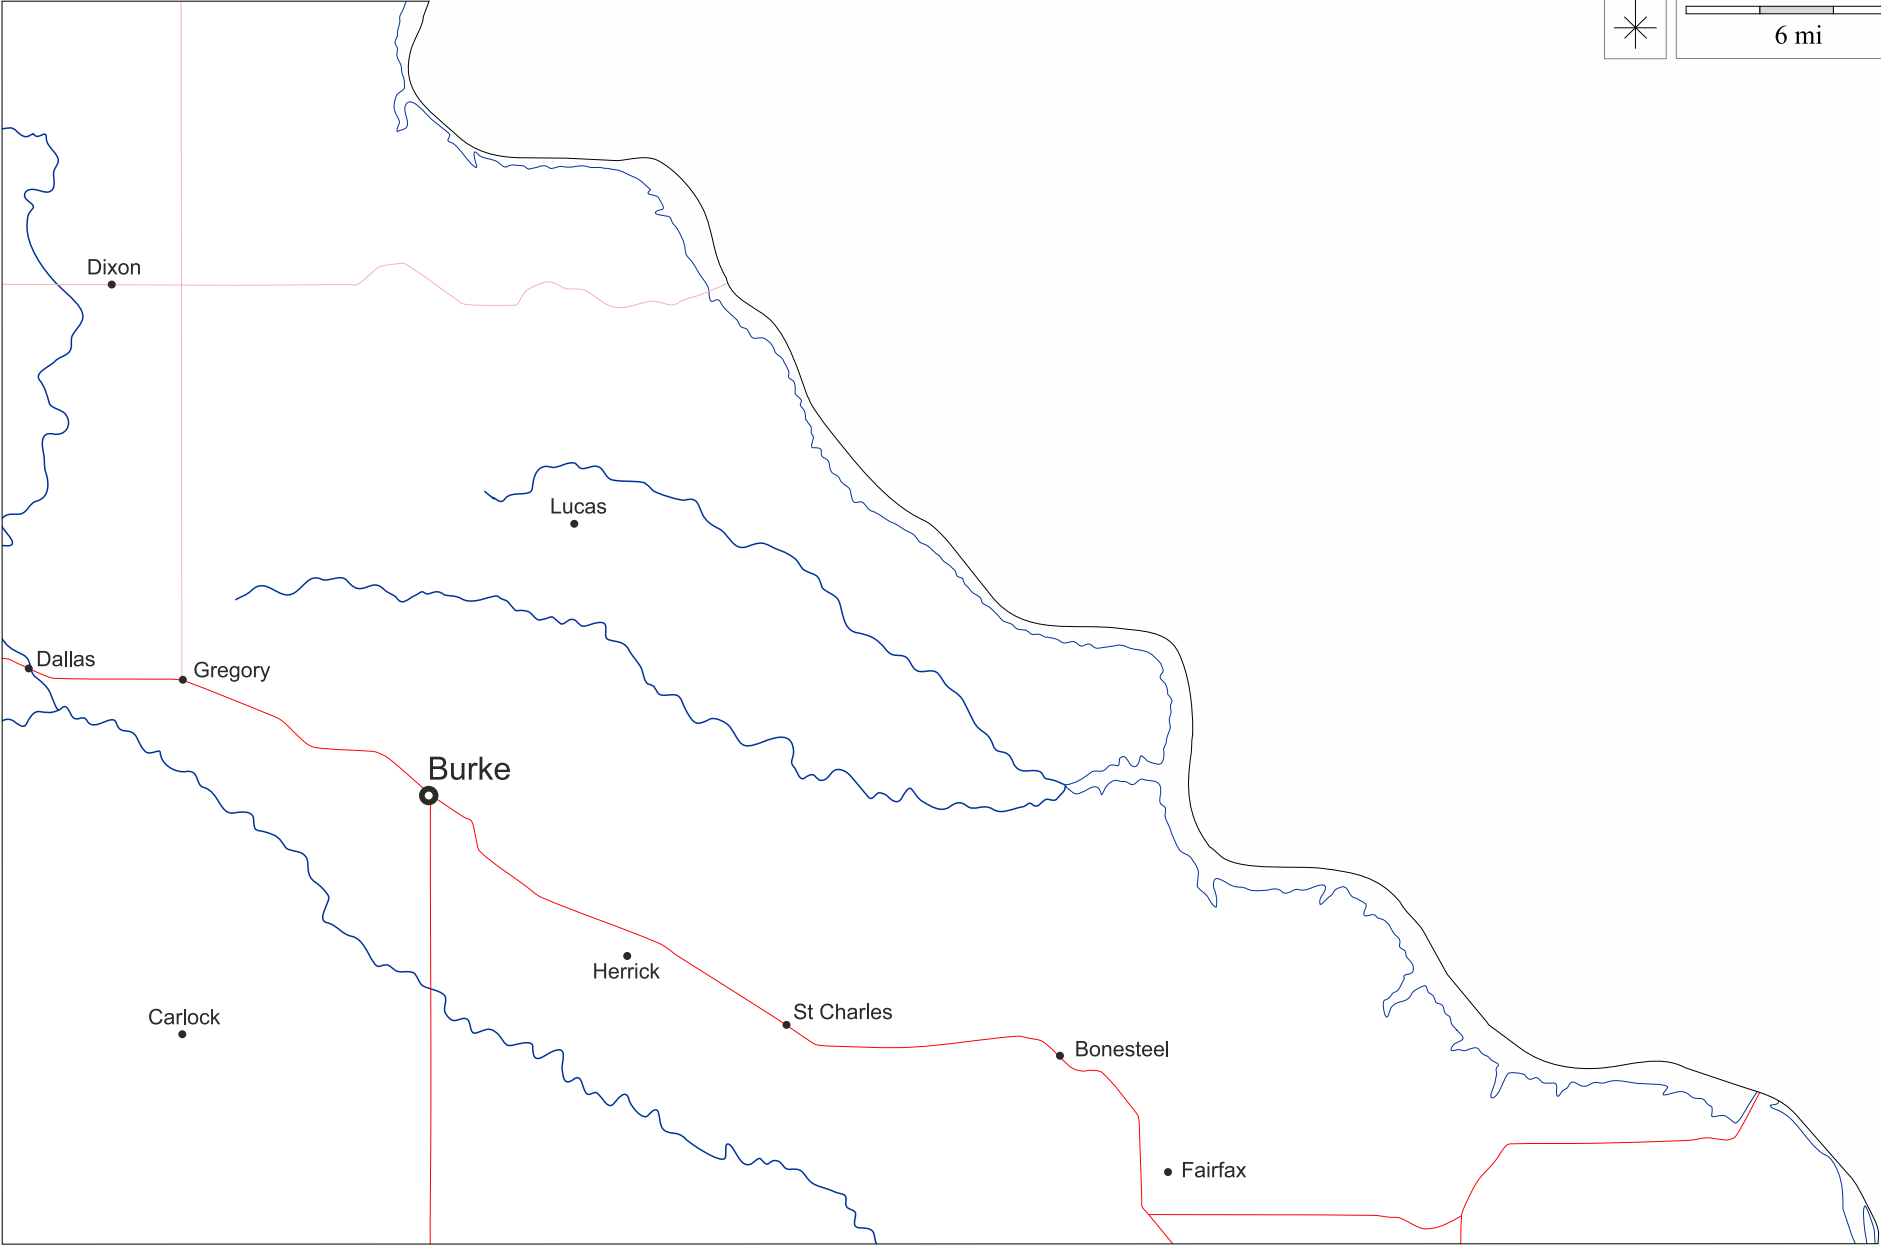 6 mi
Dixon
Lucas
Dallas
Gregory
Burke
Herrick
St Charles
Carlock
Bonesteel
Fairfax